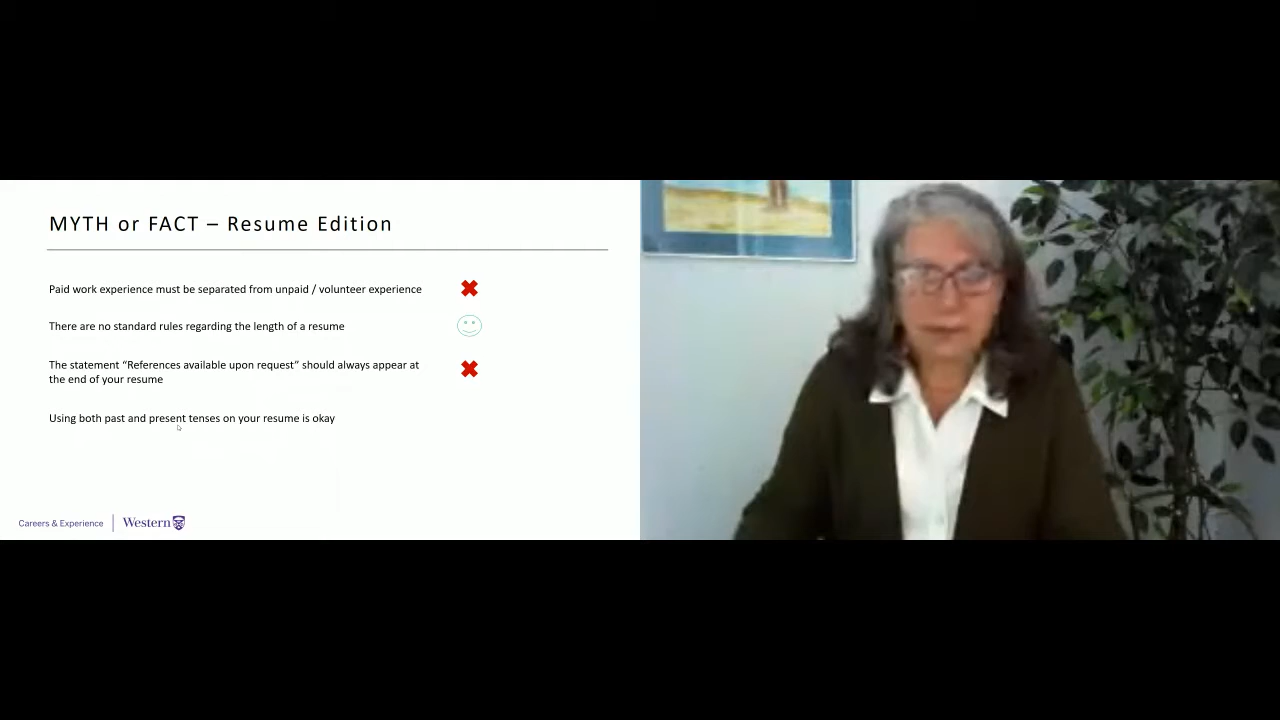 MYTH or FACT – Resume Edition
Paid work experience must be separated from unpaid / volunteer experience
There are no standard rules regarding the length of a resume
The statement “References available upon request” should always appear at
the end of your resume
Using both past and present tenses on your resume is okay
Careers & Experience
Western